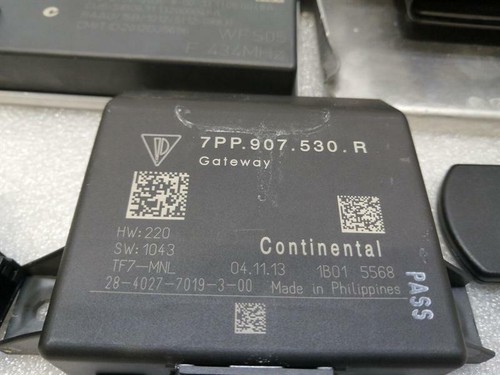 7PP.907.530.R
Gateway
HW:220
SW:1043
Continental
TF7-MNL 04.11.13 1B01 5568
28-4027-7019-3-00 Made in Philippines
PASS